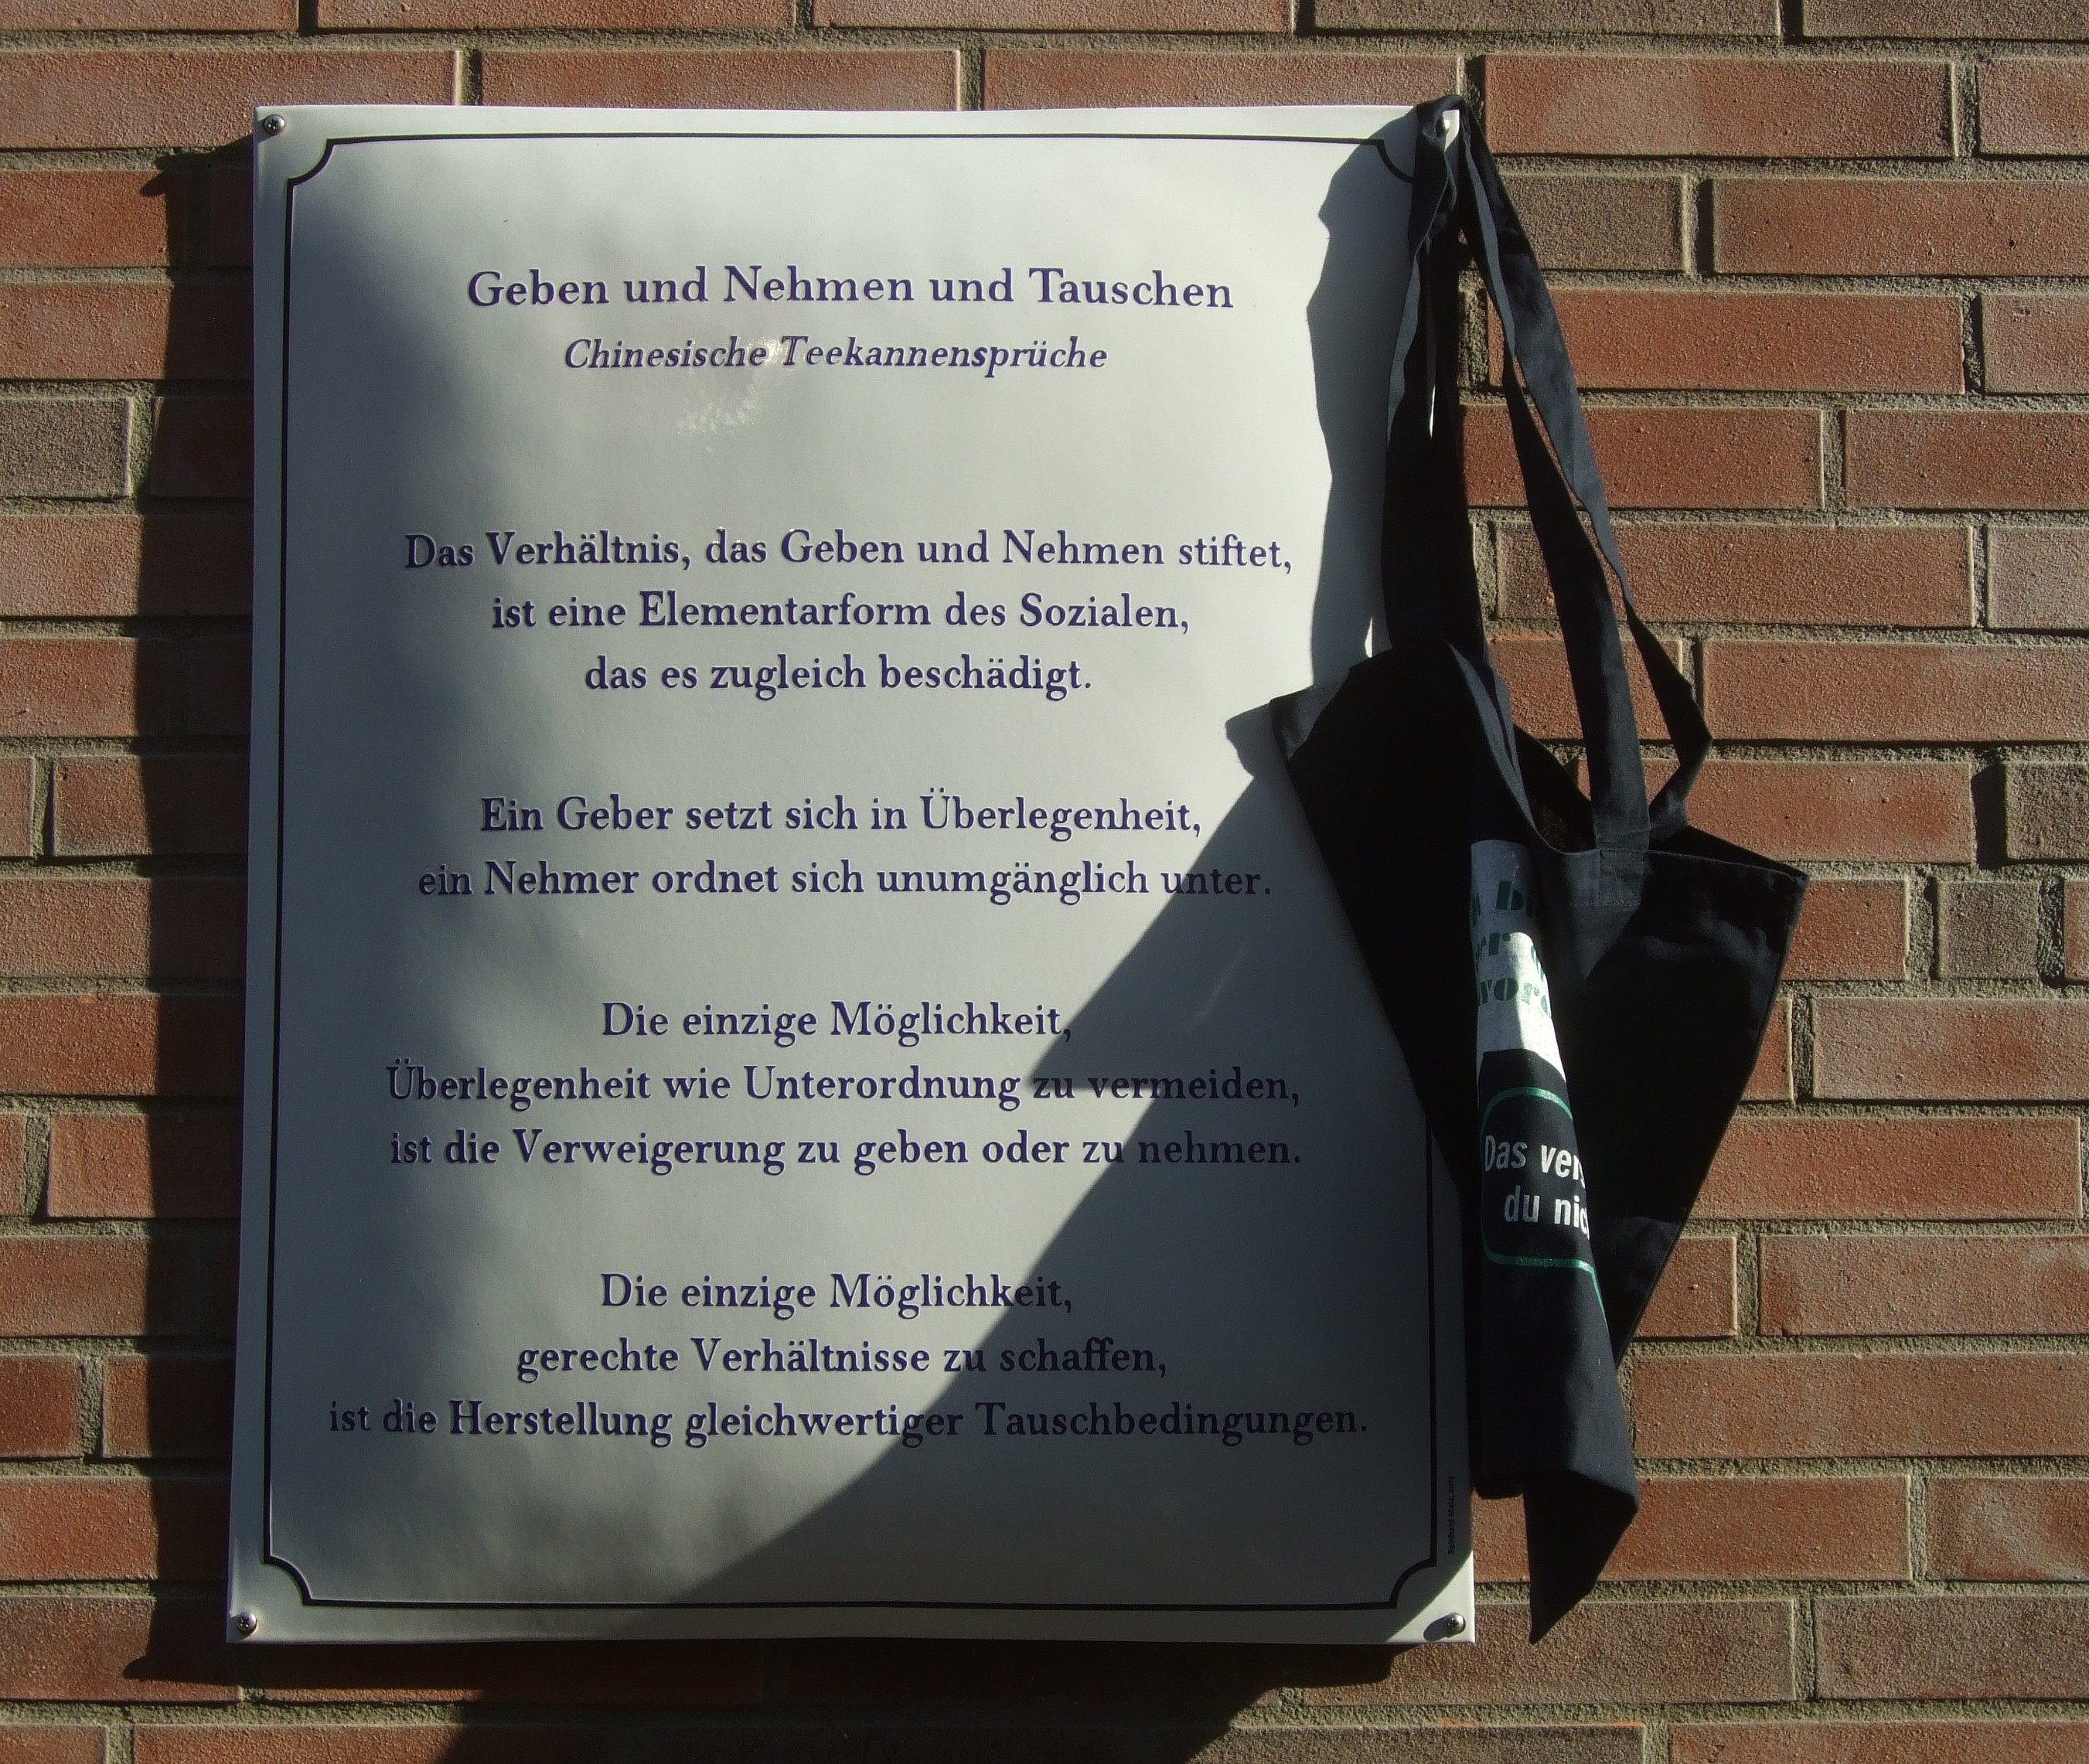 Geben und Nehmen und Tauschen
Chinesische Teekannensprüche
Das Verhältnis, das Geben und Nehmen stiftet,
ist eine Elementarform des Sozialen,
das es zugleich beschädigt.
Ein Geber setzt sich in Überlegenheit,
ein Nehmer ordnet sich unumgänglich unter.
Die einzige Möglichkeit,
Überlegenheit wie Unterordnung zu vermeiden,
ist die Verweigerung zu geben oder zu nehmen.
Die einzige Möglichkeit,
gerechte Verhältnisse zu schaffen,
ist die Herstellung gleichwertiger Tauschbedingungen.
Das
du